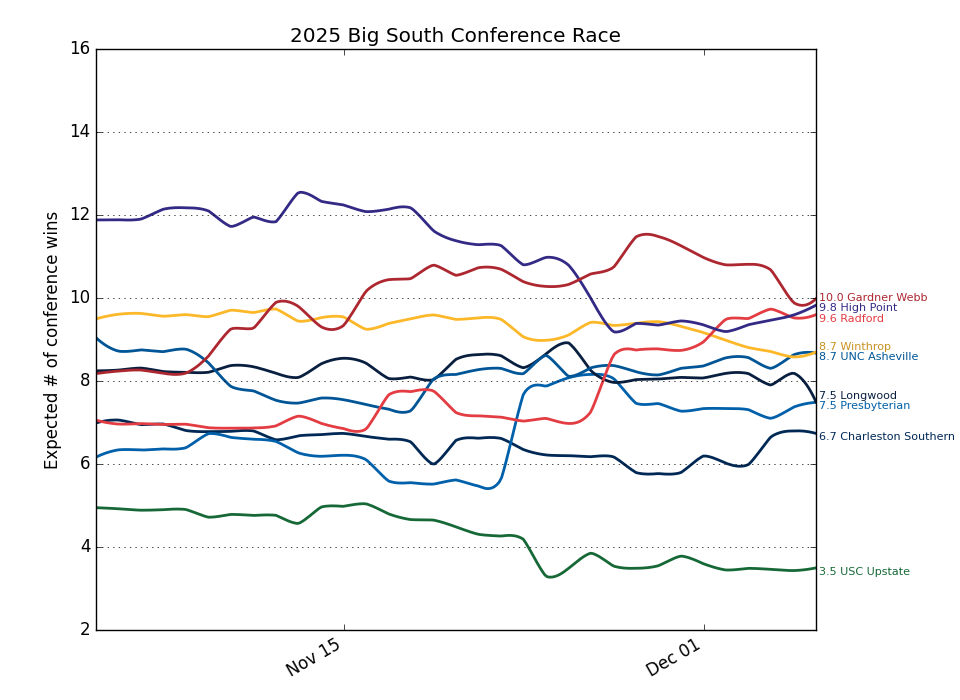 2025 Big South Conference Race
Expected # of conference wins
16
14
12
10
8
6
4
2
Nov 15
Dec 01
10.0 Gardner Webb
9.8 High Point
9.6 Radford
8.7 Winthrop
8.7 UNC Asheville
7.5 Longwood
7.5 Presbyterian
6.7 Charleston Southern
3.5 USC Upstate